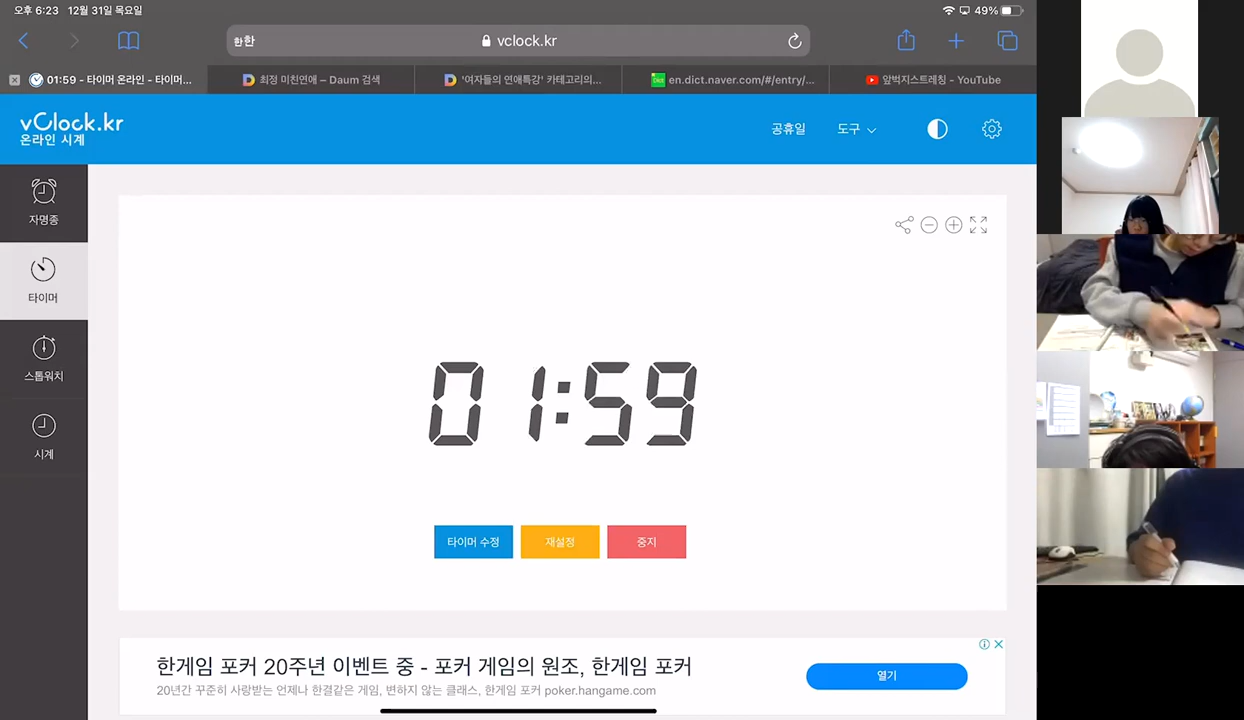 오후 6:23 12월 31일 목요일
49%
한한
vclock.kr
01:59 - 타이머 온라인 - 타이머...
최정 미친연애 – Daum 검색
'여자들의 연애특강' 카테고리의...
en.dict.naver.com/#/entry/...
앞벅지스트레칭 - YouTube
vClock.kr
온라인 시계
공휴일
도구
자명종
타이머
스톱워치
시계
01:59
타이머 수정
재설정
중지
한게임 포커 20주년 이벤트 중 - 포커 게임의 원조, 한게임 포커
20년간 꾸준히 사랑받는 언제나 한결같은 게임, 변하지 않는 클래스, 한게임 포커 poker.hangame.com
열기